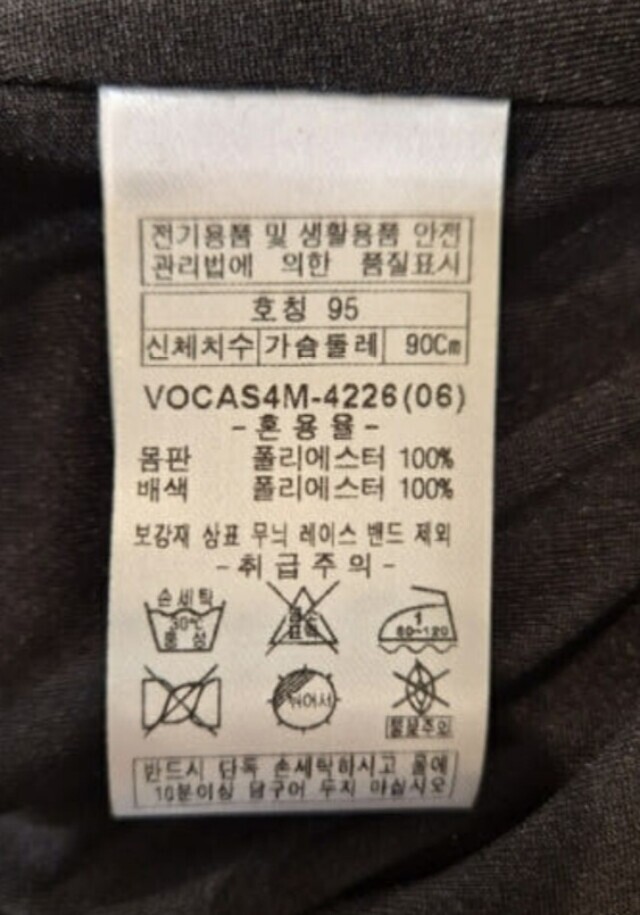 전기용품 및 생활용품 안전
관리법에 의한 품질표시
호칭 95
신체치수 가슴둘레 90Cm
VOCAS4M-4226(06)
-혼용율-
몸판 폴리에스터 100%
배색 폴리에스터 100%
보강재 상표 무늬 레이스 밴드 제외
-취급주의-
손세탁
30℃
중성
1
80~120
뉘어서
반드시 단독 손세탁하시고 물에
10분이상 담구어 두지 마십시오